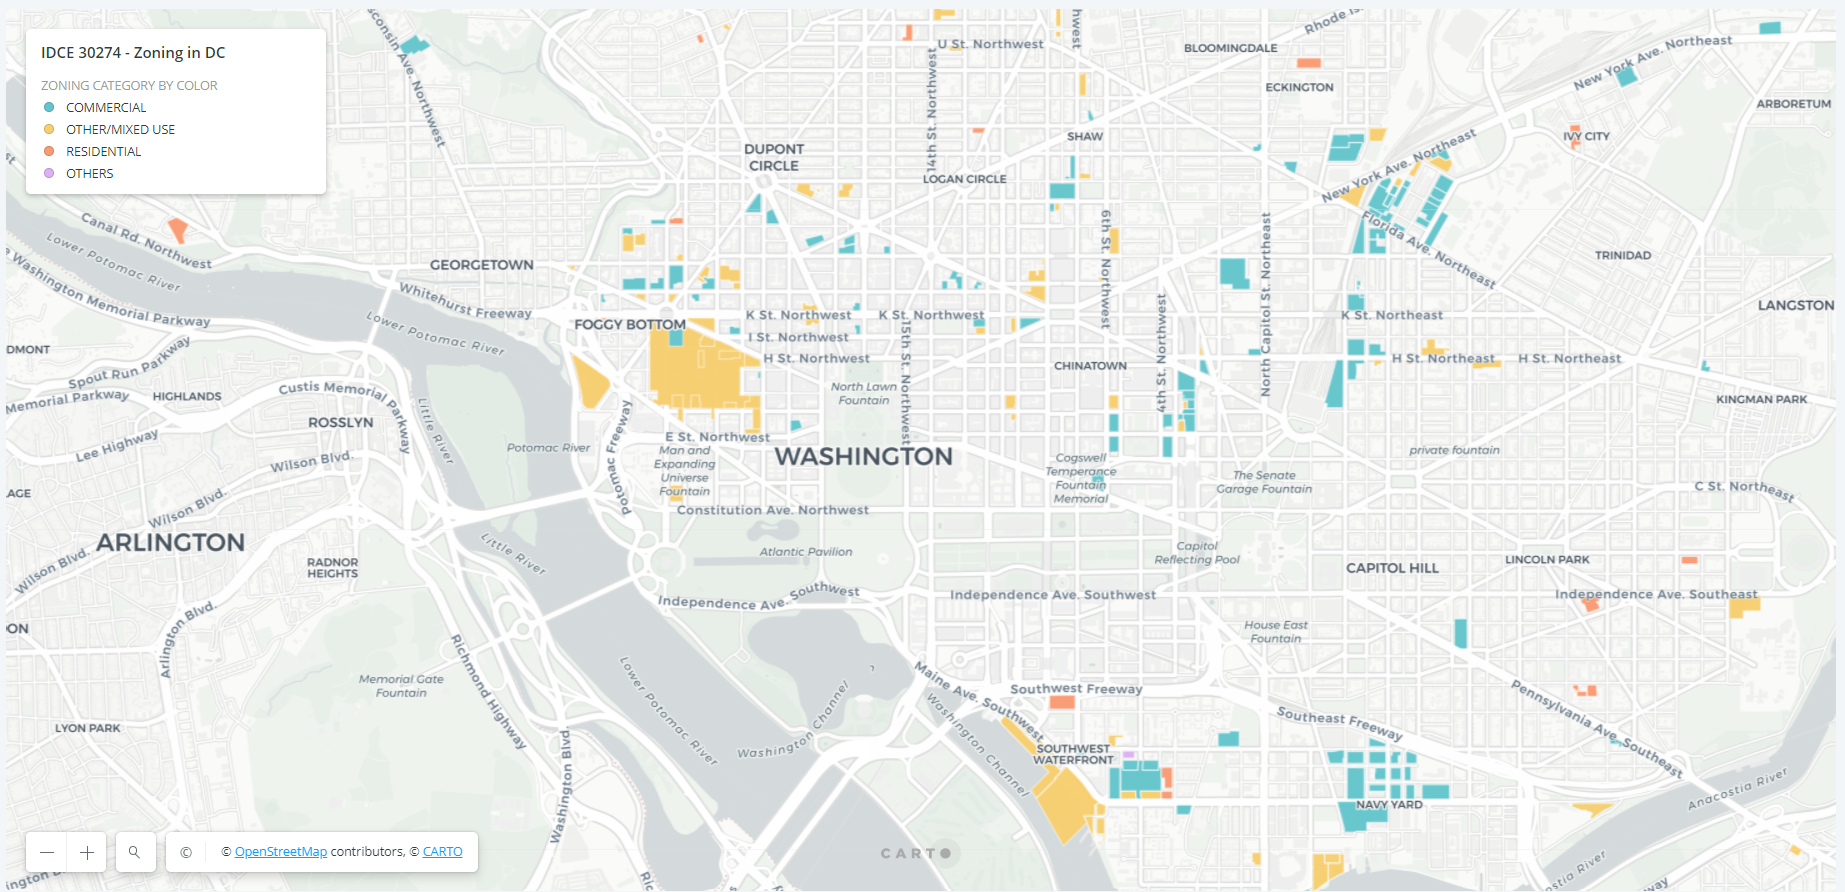 IDCE 30274 - Zoning in DC
ZONING CATEGORY BY COLOR
COMMERCIAL
OTHER/MIXED USE
RESIDENTIAL
OTHERS
U St. Northwest
BLOOMINGDALE
Rhode Is
New York Ave. Northeast
ECKINGTON
ARBORETUM
14th St. Northwest
SHAW
IVY CITY
DUPONT
CIRCLE
LOGAN CIRCLE
New York Ave. Northeast
Canal Rd. Northwest
Lower Potomac River
GEORGETOWN
6th St. Northwest
North Capitol St. Northeast
Florida Ave. Northeast
TRINIDAD
Washington Memorial Parkway
Whitehurst Freeway
LANGSTON
FOGGY BOTTOM
K St. Northwest
K St. Northwest
K St. Northeast
Lower Potomac River
I St. Northwest
15th St. Northwest
4th St. Northwest
DMONT
Spout Run Parkway
H St. Northwest
CHINATOWN
H St. Northeast
H St. Northeast
Memorial Parkway
HIGHLANDS
Custis Memorial Parkway
North Lawn
Fountain
KINGMAN PARK
Lee Highway
ROSSLYN
Little River
Potomac River
Potomac Freeway
E St. Northwest
WASHINGTON
private fountain
Wilson Blvd.
Man and
Expanding
Universe
Fountain
Cogswell
Temperance
Fountain
Memorial
The Senate
Garage Fountain
AGE
C St. Northeast
Wilson Blvd.
Constitution Ave. Northwest
ARLINGTON
Little River
Atlantic Pavilion
Capitol
Reflecting Pool
Wilson Blvd.
RADNOR
HEIGHTS
CAPITOL HILL
LINCOLN PARK
Independence Ave. Southwest
Independence Ave. Southwest
Independence Ave. Southeast
Arlington Blvd.
ON
House East
Fountain
Richmond Highway
Memorial Gate
Fountain
Lower Potomac River
Maine Ave. Southwest
Southwest Freeway
Washington Channel
Washington Channel
Pennsylvania Ave. Southeast
LYON PARK
Southeast Freeway
SOUTHWEST
WATERFRONT
Washington Blvd.
NAVY YARD
Anacostia River
© © OpenStreetMap contributors, © CARTO
CARTO